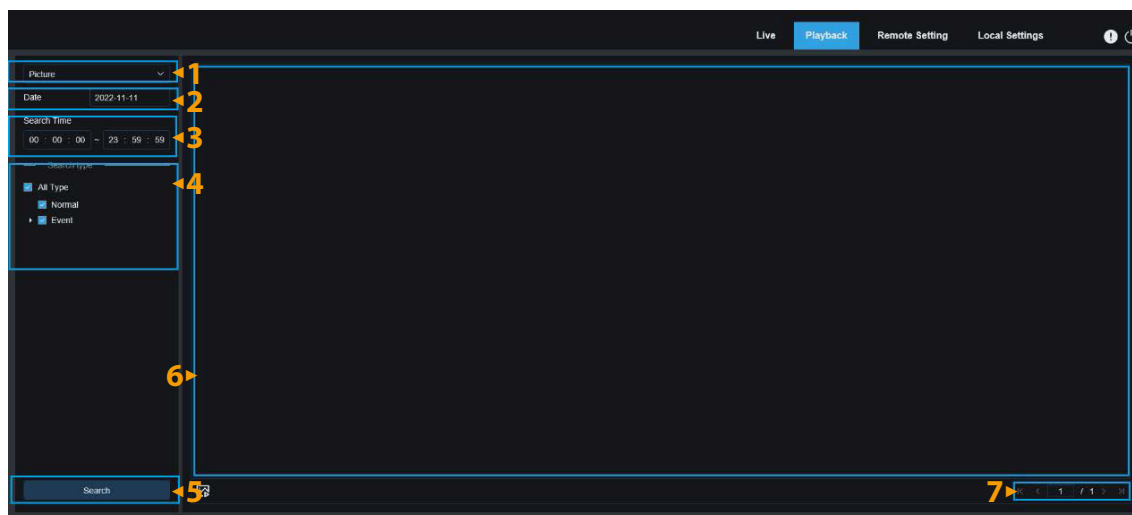 Live Playback Remote Setting Local Settings
Picture
1
Date 2022-11-11
2
Search Time
00 : 00 : 00 ~ 23 : 59 : 59
3
Search type
4
All Type
Normal
Event
6
Search
5
7
1 / 1